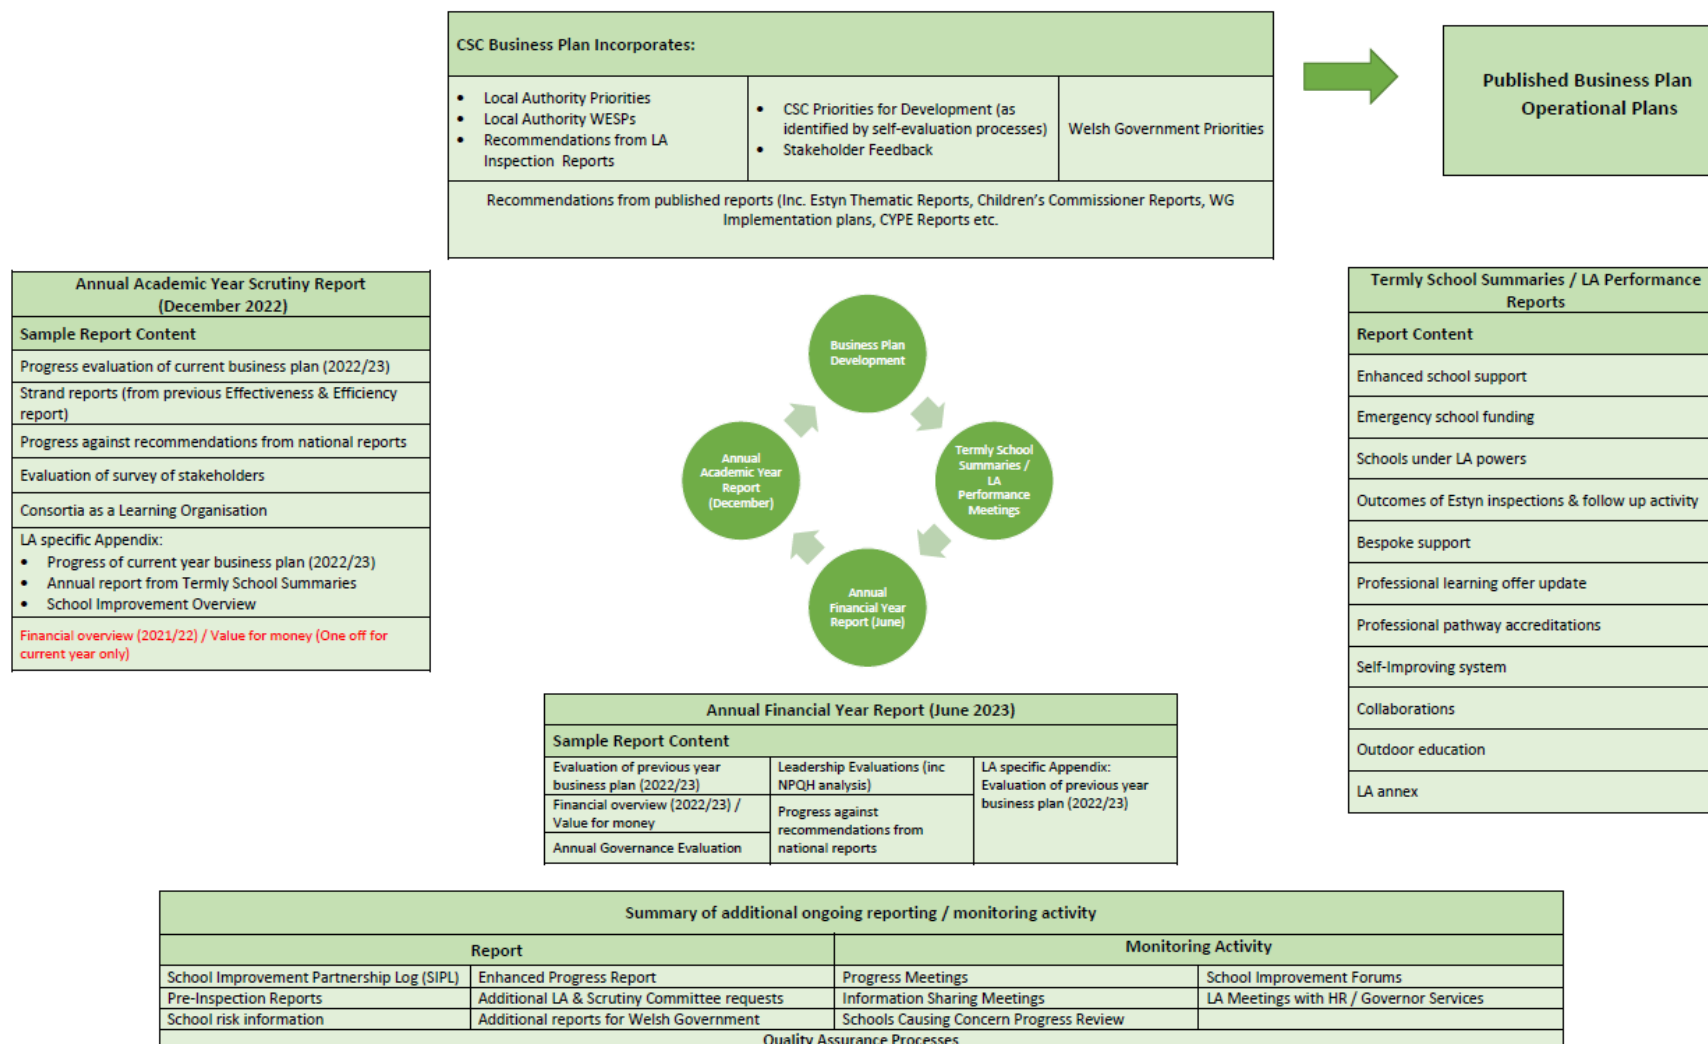 CSC Business Plan Incorporates:
• Local Authority Priorities
• Local Authority WESPs
• Recommendations from LA
Inspection Reports
• CSC Priorities for Development (as
identified by self-evaluation processes)
• Stakeholder Feedback
Welsh Government Priorities
Recommendations from published reports (Inc. Estyn Thematic Reports, Children's Commissioner Reports, WG
Implementation plans, CYPE Reports etc.
Published Business Plan
Operational Plans
Annual Academic Year Scrutiny Report
(December 2022)
Sample Report Content
Progress evaluation of current business plan (2022/23)
Strand reports (from previous Effectiveness & Efficiency
report)
Progress against recommendations from national reports
Evaluation of survey of stakeholders
Consortia as a Learning Organisation
LA specific Appendix:
• Progress of current year business plan (2022/23)
• Annual report from Termly School Summaries
• School Improvement Overview
Financial overview (2021/22) / Value for money (One off for
current year only)
Business Plan
Development
Termly School
Summaries /
LA
Performance
Meetings
Annual
Financial Year
Report (June)
Annual
Academic Year
Report
(December)
Termly School Summaries / LA Performance
Reports
Report Content
Enhanced school support
Emergency school funding
Schools under LA powers
Outcomes of Estyn inspections & follow up activity
Bespoke support
Professional learning offer update
Professional pathway accreditations
Self-Improving system
Collaborations
Outdoor education
LA annex
Annual Financial Year Report (June 2023)
Sample Report Content
Evaluation of previous year
business plan (2022/23)
Financial overview (2022/23) /
Value for money
Annual Governance Evaluation
Leadership Evaluations (inc
NPQH analysis)
Progress against
recommendations from
national reports
LA specific Appendix:
Evaluation of previous year
business plan (2022/23)
Summary of additional ongoing reporting / monitoring activity
Report
Monitoring Activity
School Improvement Partnership Log (SIPL)
Enhanced Progress Report
Progress Meetings
School Improvement Forums
Pre-Inspection Reports
Additional LA & Scrutiny Committee requests
Information Sharing Meetings
LA Meetings with HR / Governor Services
School risk information
Additional reports for Welsh Government
Schools Causing Concern Progress Review
Quality Assurance Processes